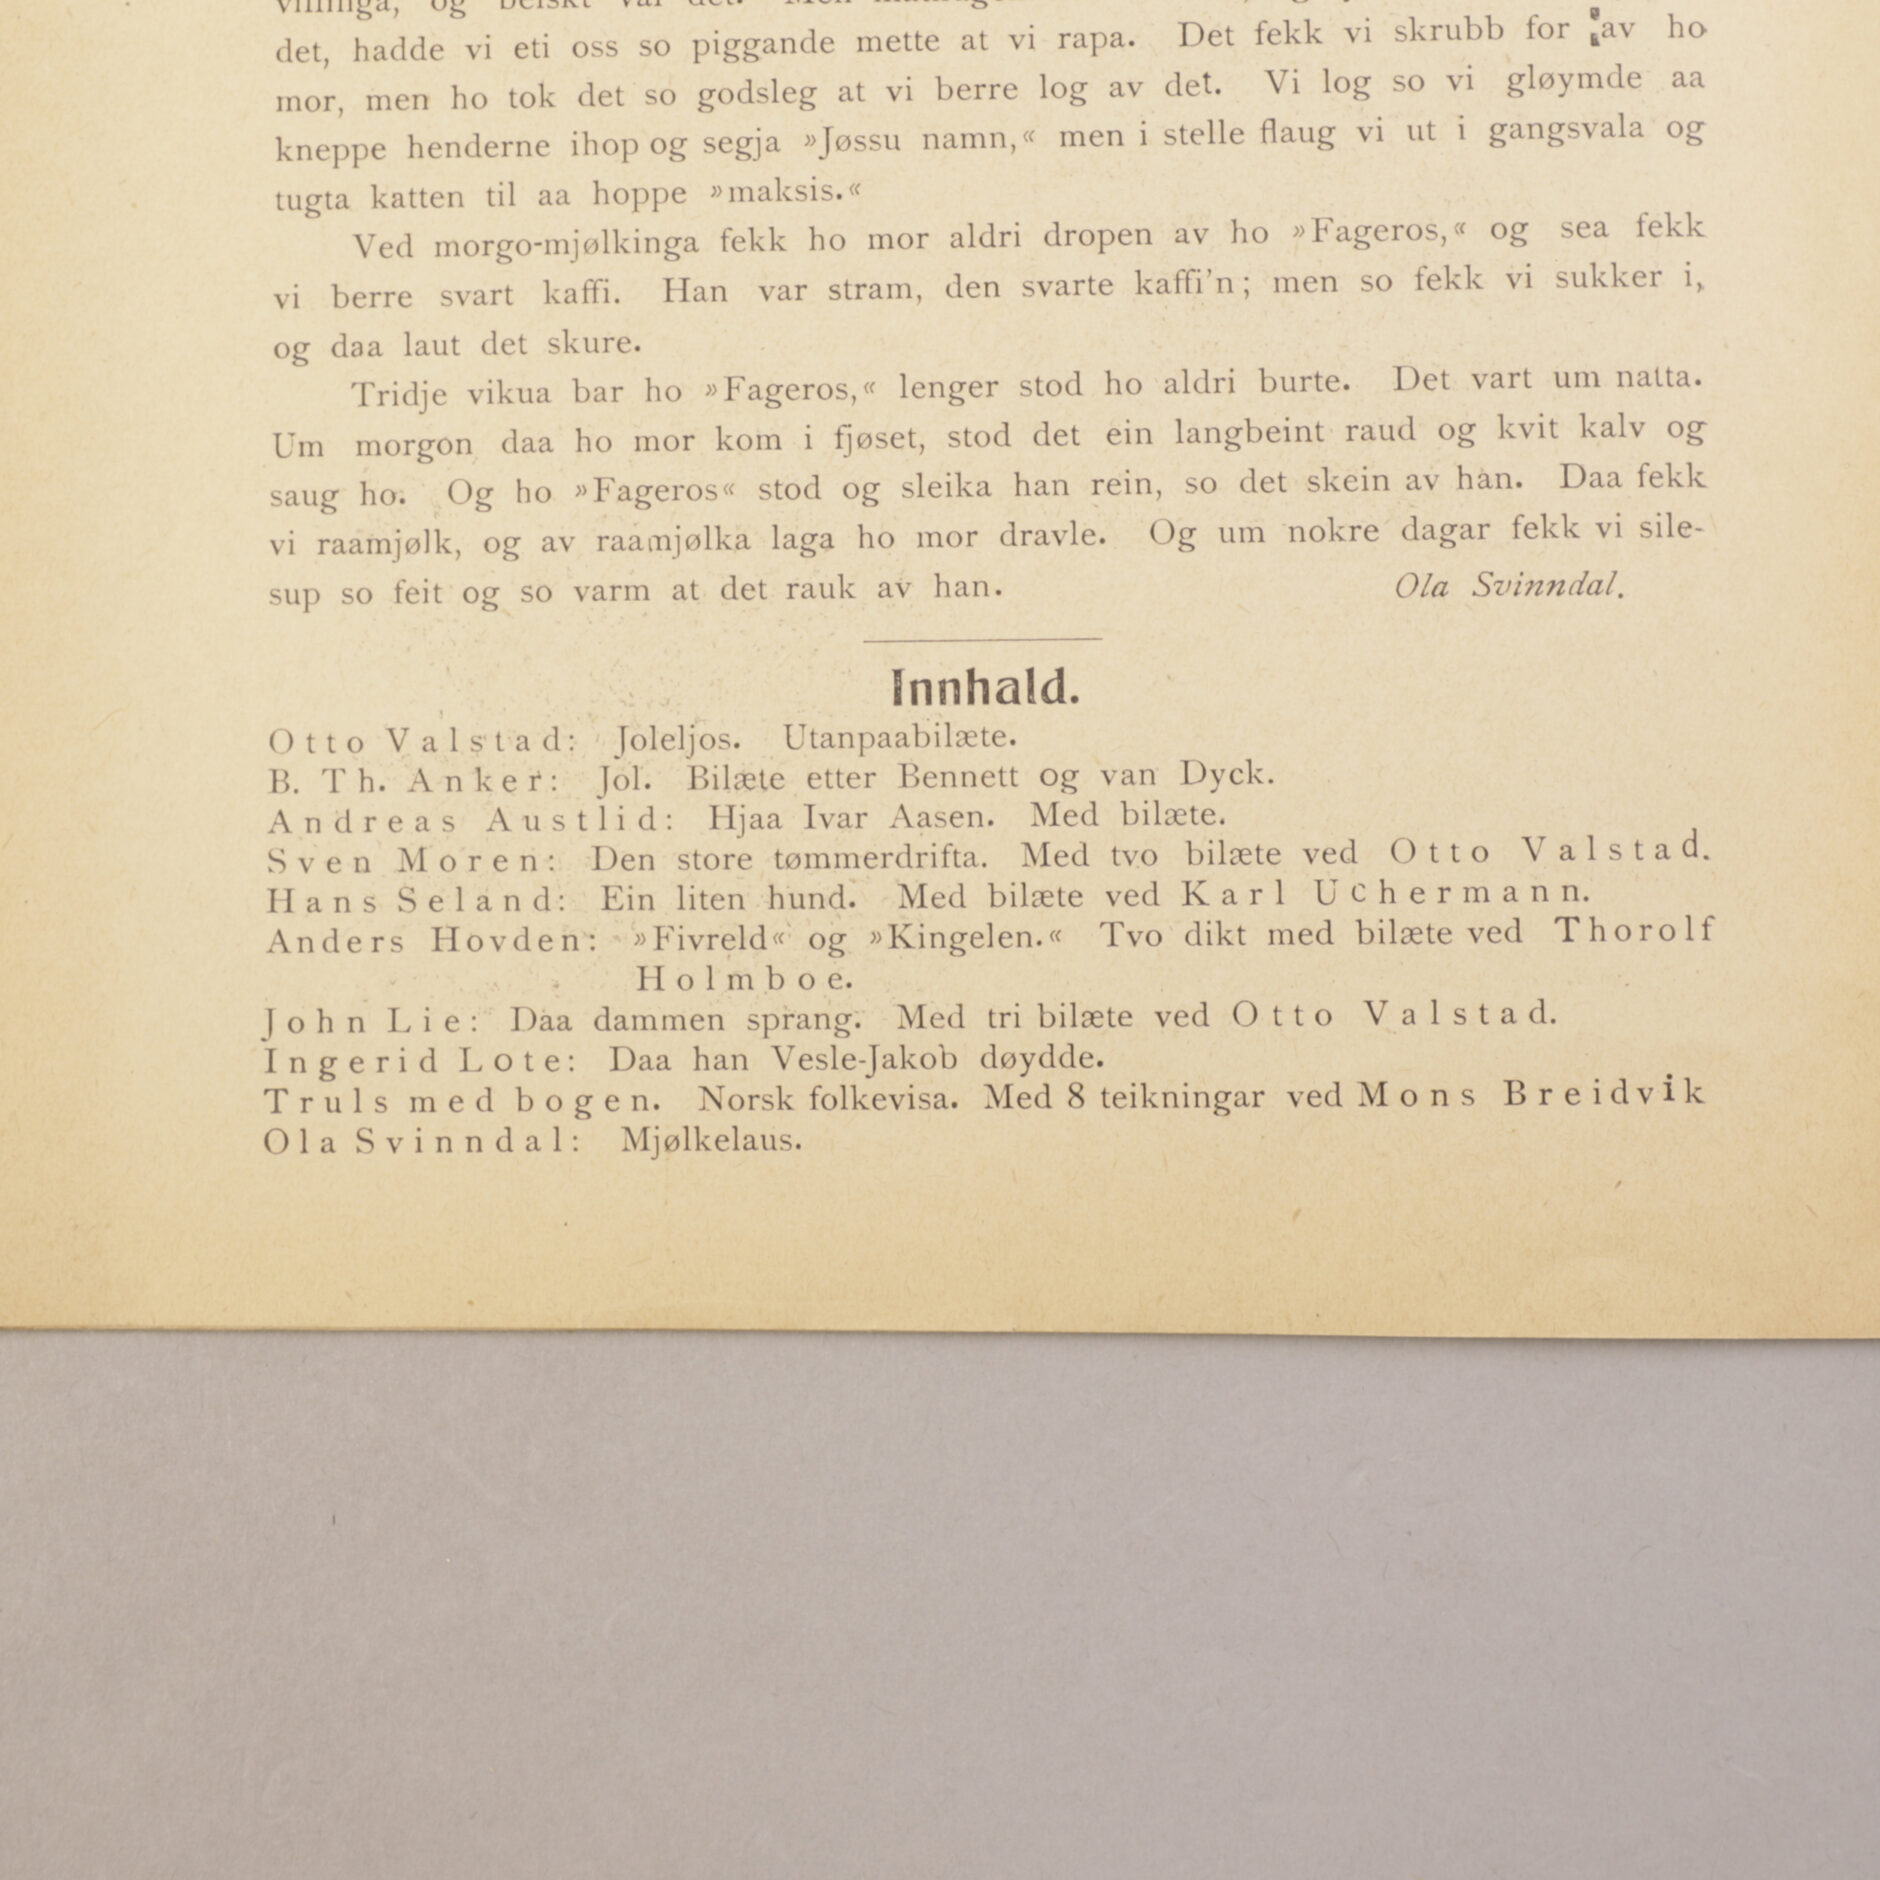 det, hadde vi eti oss so piggande mette at vi rapa. Det fekk vi skrubb for av ho
mor, men ho tok det so godsleg at vi berre log av det. Vi log so vi gløymde aa
kneppe henderne ihop og segja »Jøssu namn,« men i stelle flaug vi ut i gangsvala og
tugta katten til aa hoppe »maksis.«
Ved morgo-mjølkinga fekk ho mor aldri dropen av ho »Fageros,« og sea fekk
vi berre svart kaffi. Han var stram, den svarte kaffi'n; men so fekk vi sukker i,
og daa laut det skure.
Tridje vikua bar ho »Fageros,« lenger stod ho aldri burte. Det vart um natta.
Um morgon daa ho mor kom i fjøset, stod det ein langbeint raud og kvit kalv og
saug ho. Og ho »Fageros« stod og sleika han rein, so det skein av han. Daa fekk
vi raamjølk, og av raamjølka laga ho mor dravle. Og um nokre dagar fekk vi sile-
sup so feit og so varm at det rauk av han. Ola Svinndal.
Innhald.
Otto Valstad: Joleljos. Utanpaabilæte.
B. Th. Anker: Jol. Bilæte etter Bennett og van Dyck.
Andreas Austlid: Hjaa Ivar Aasen. Med bilæte.
Sven Moren: Den store tømmerdrifta. Med tvo bilæte ved Otto Valstad.
Hans Seland: Ein liten hund. Med bilæte ved Karl Uchermann.
Anders Hovden: »Fivreld« og »Kingelen.« Tvo dikt med bilæte ved Thorolf
Holmboe.
John Lie: Daa dammen sprang. Med tri bilæte ved Otto Valstad.
Ingerid Lote: Daa han Vesle-Jakob døydde.
Truls med bogen. Norsk folkevisa. Med 8 teikningar ved Mons Breidvik
Ola Svinndal: Mjølkelaus.